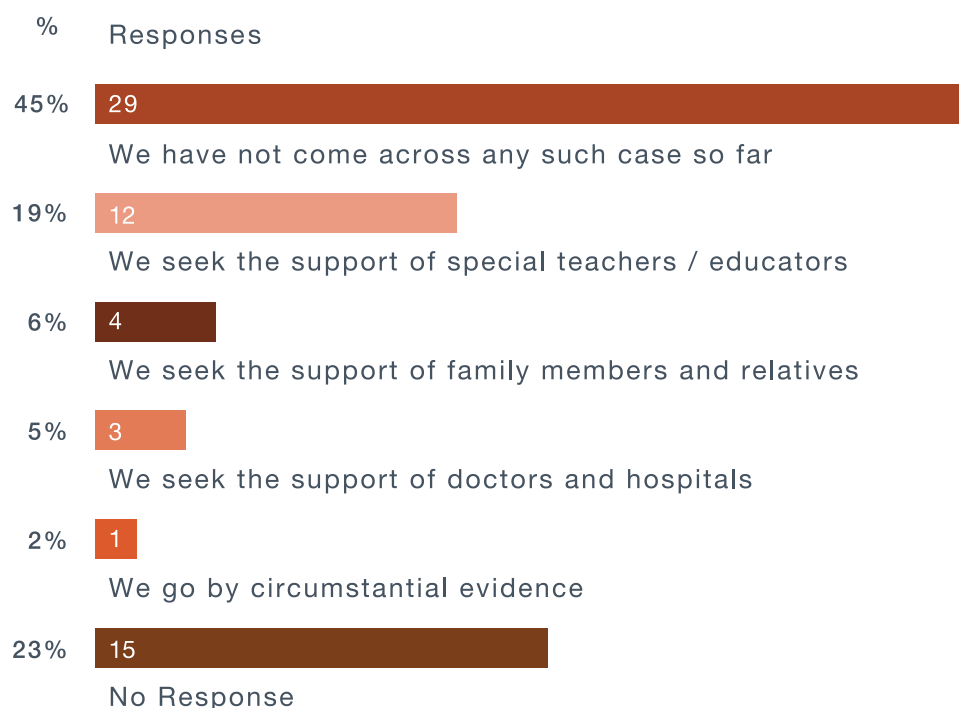 % Responses
45% 29
We have not come across any such case so far
19% 12
We seek the support of special teachers / educators
6% 4
We seek the support of family members and relatives
5% 3
We seek the support of doctors and hospitals
2% 1
We go by circumstantial evidence
23% 15
No Response